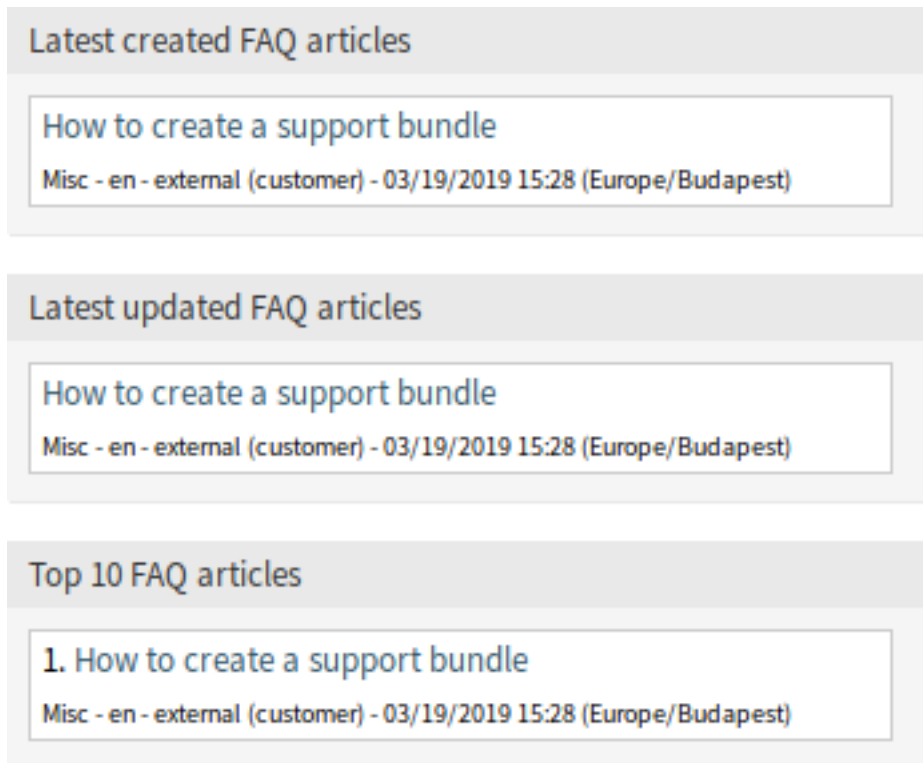 Latest created FAQ articles
How to create a support bundle
Misc - en - external (customer) - 03/19/2019 15:28 (Europe/Budapest)
Latest updated FAQ articles
How to create a support bundle
Misc - en - external (customer) - 03/19/2019 15:28 (Europe/Budapest)
Top 10 FAQ articles
1. How to create a support bundle
Misc - en - external (customer) - 03/19/2019 15:28 (Europe/Budapest)